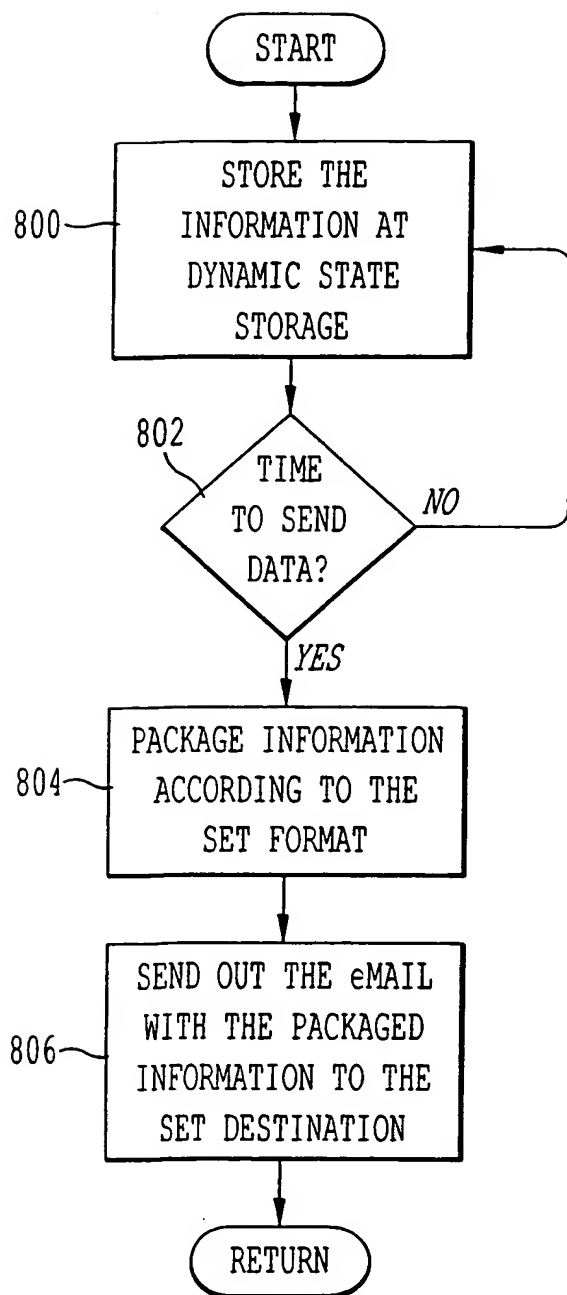 START
800
STORE THE
INFORMATION AT
DYNAMIC STATE
STORAGE
802
TIME
TO SEND
DATA?
NO
YES
804
PACKAGE INFORMATION
ACCORDING TO THE
SET FORMAT
806
SEND OUT THE eMAIL
WITH THE PACKAGED
INFORMATION TO THE
SET DESTINATION
RETURN